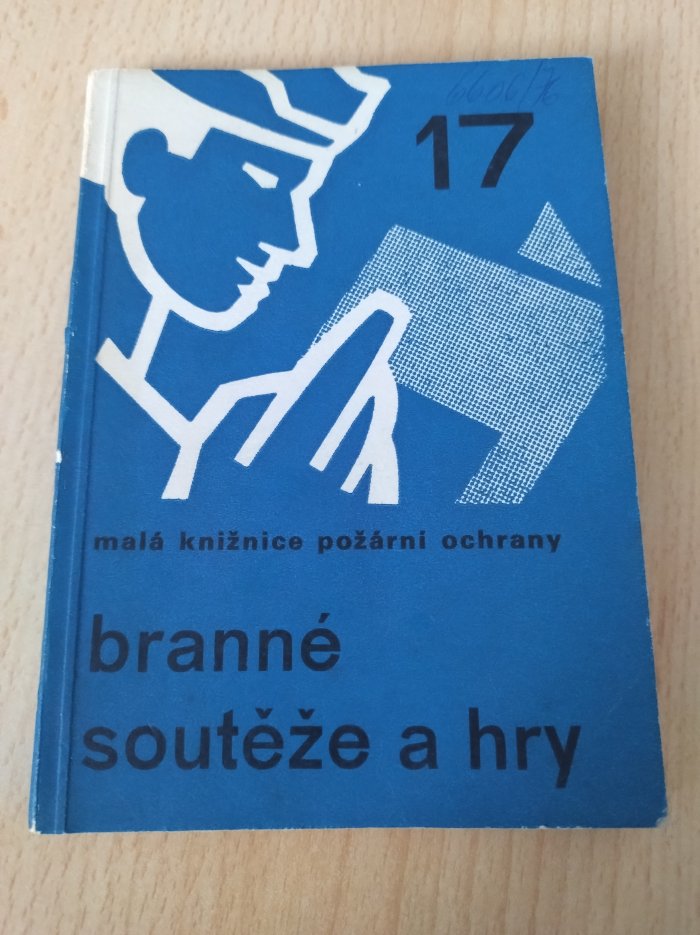 17
malá knižnice požární ochrany
branné
soutěže a hry